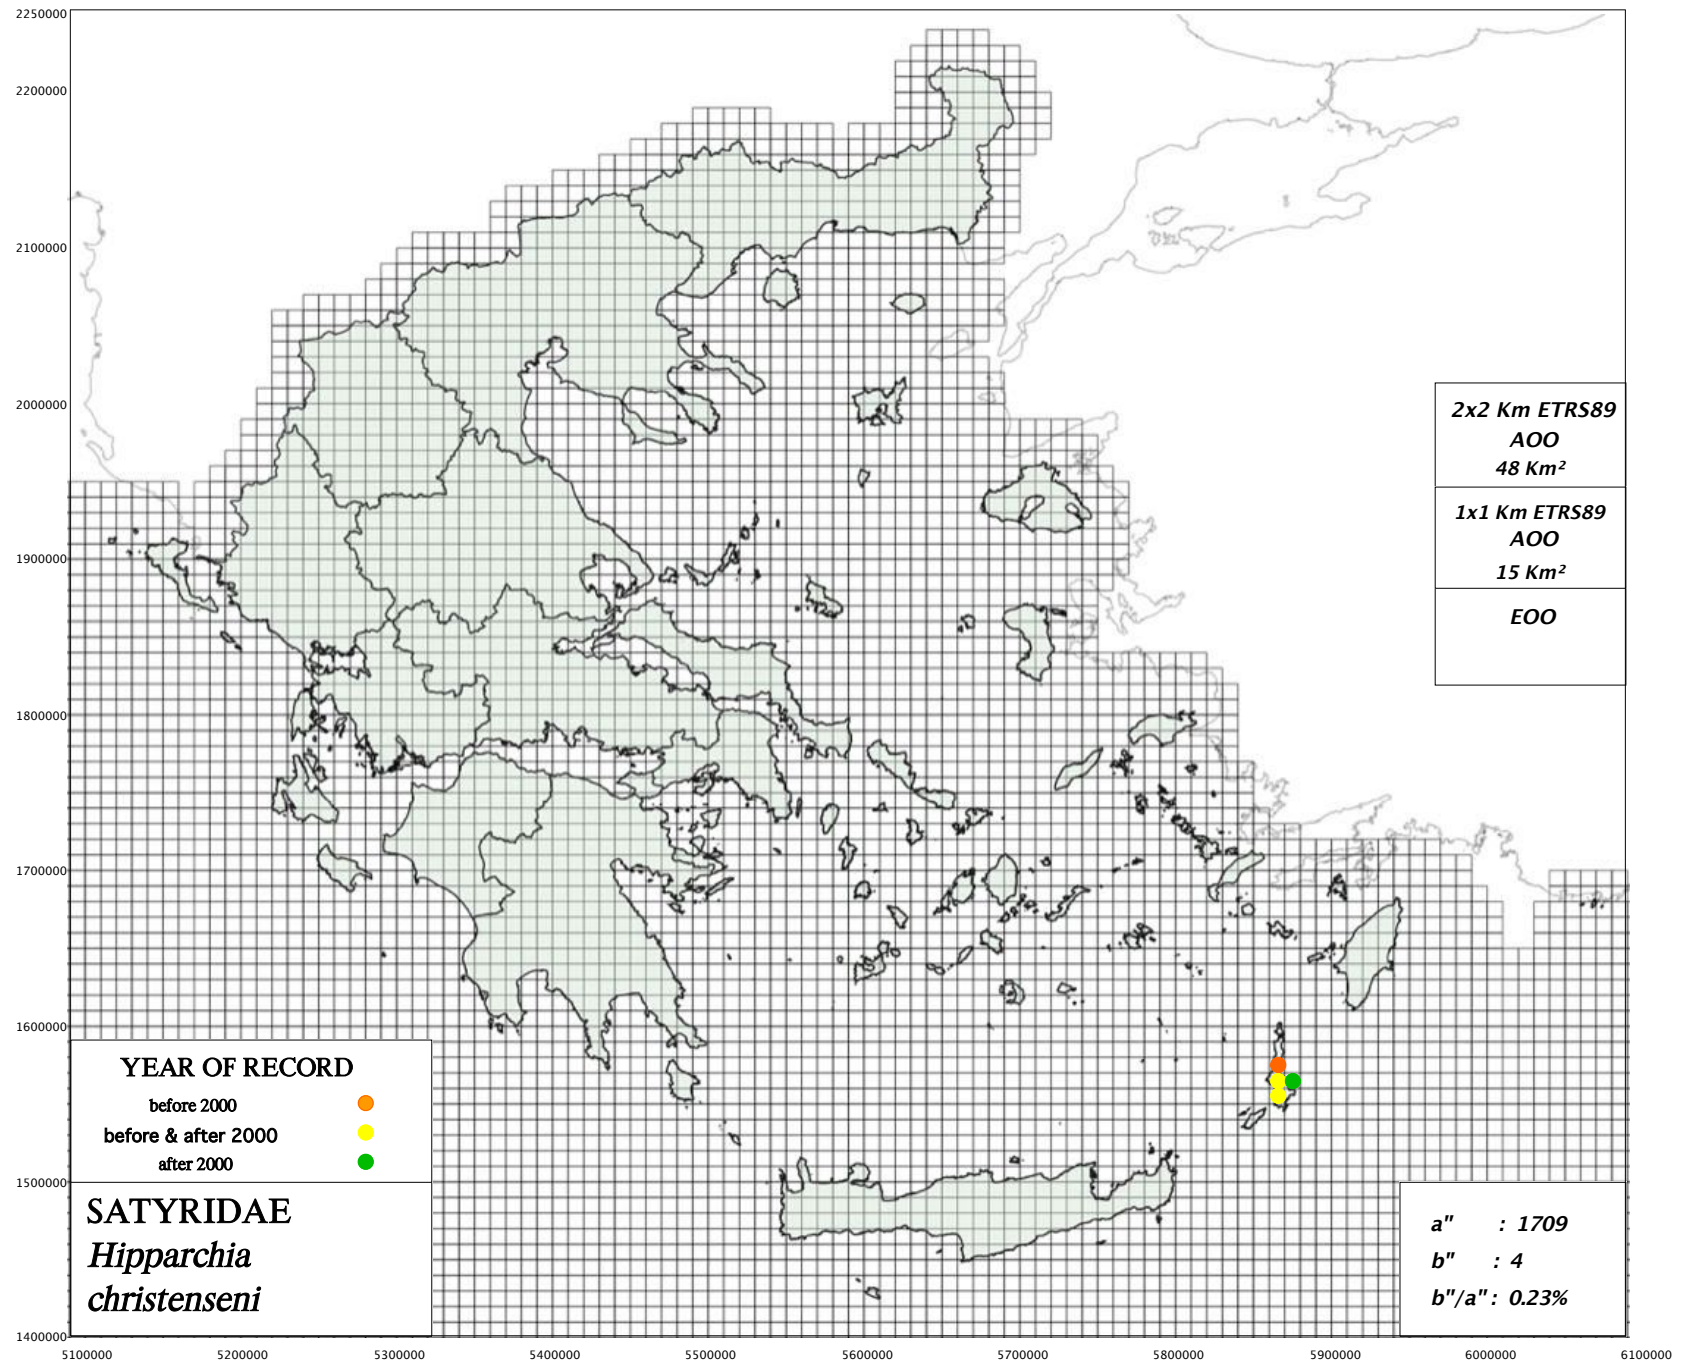 2250000
2200000
2100000
2000000
1900000
1800000
1700000
1600000
1500000
1400000
2x2 Km ETRS89
AOO
48 Km²
1x1 Km ETRS89
AOO
15 Km²
EOO
YEAR OF RECORD
before 2000
before & after 2000
after 2000
SATYRIDAE
Hipparchia
christenseni
a" : 1709
b" : 4
b"/a" : 0.23%
5100000 5200000 5300000 5400000 5500000 5600000 5700000 5800000 5900000 6000000 6100000